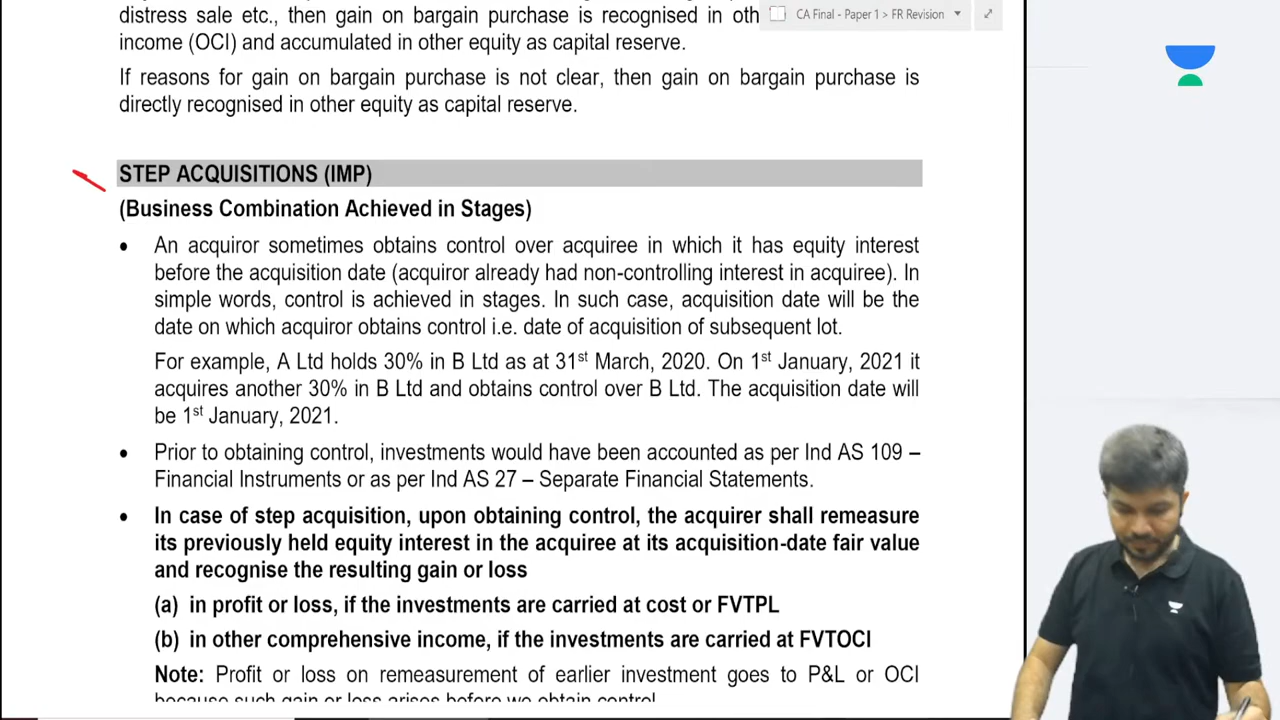 distress sale etc., then gain on bargain purchase is recognised in oth
CA Final - Paper 1 > FR Revision
income (OCI) and accumulated in other equity as capital reserve.
If reasons for gain on bargain purchase is not clear, then gain on bargain purchase is
directly recognised in other equity as capital reserve.
STEP ACQUISITIONS (IMP)
(Business Combination Achieved in Stages)
• An acquiror sometimes obtains control over acquiree in which it has equity interest
before the acquisition date (acquiror already had non-controlling interest in acquiree). In
simple words, control is achieved in stages. In such case, acquisition date will be the
date on which acquiror obtains control i.e. date of acquisition of subsequent lot.
For example, A Ltd holds 30% in B Ltd as at 31st March, 2020. On 1st January, 2021 it
acquires another 30% in B Ltd and obtains control over B Ltd. The acquisition date will
be 1st January, 2021.
• Prior to obtaining control, investments would have been accounted as per Ind AS 109 –
Financial Instruments or as per Ind AS 27 – Separate Financial Statements.
• In case of step acquisition, upon obtaining control, the acquirer shall remeasure
its previously held equity interest in the acquiree at its acquisition-date fair value
and recognise the resulting gain or loss
(a) in profit or loss, if the investments are carried at cost or FVTPL
(b) in other comprehensive income, if the investments are carried at FVTOCI
Note: Profit or loss on remeasurement of earlier investment goes to P&L or OCI
because such gain or loss arises before we obtain control